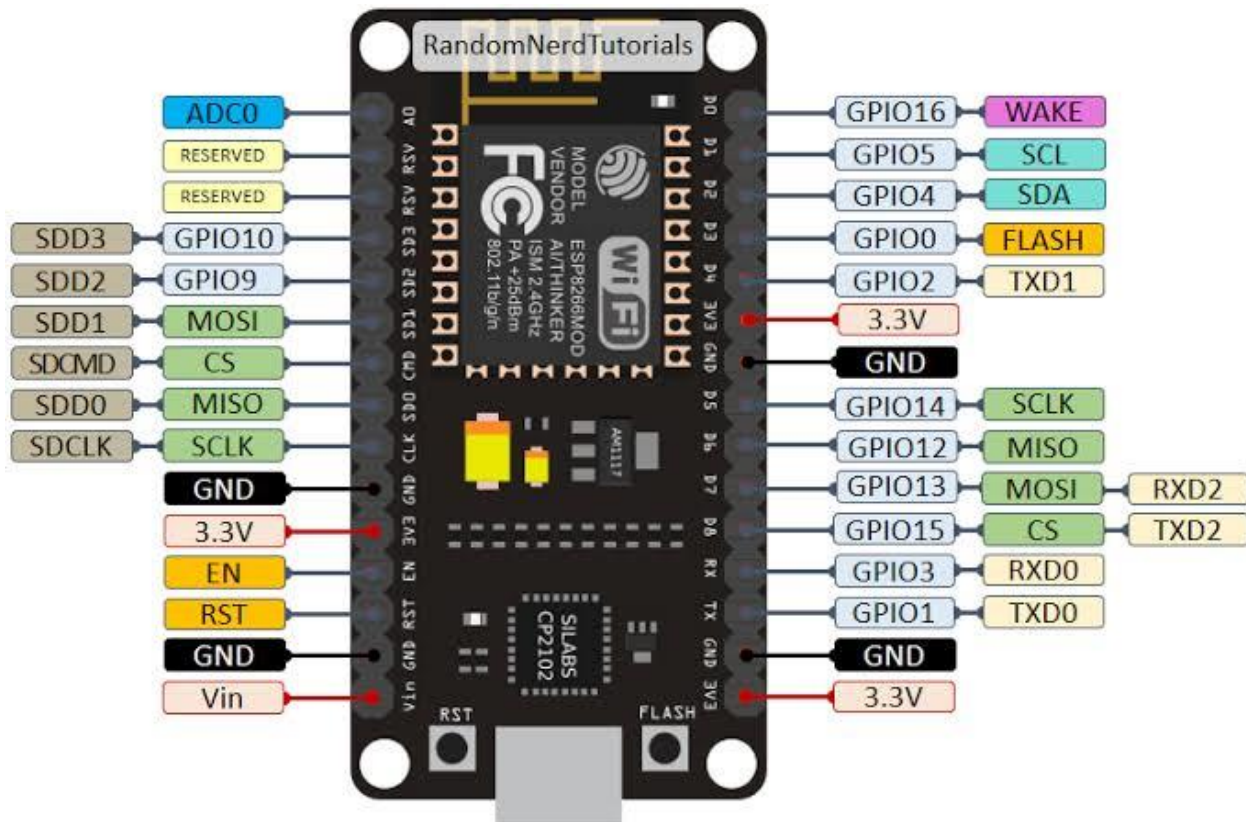 RandomNerdTutorials
ADC0 A0
RESERVED RSV
RESERVED RSV
SDD3 GPIO10 SD3
SDD2 GPIO9 SD2
SDD1 MOSI SD1
SDCMD CS CMD
SDD0 MISO SD0
SDCLK SCLK CLK
GND GND
3.3V 3V3
EN EN
RST RST
GND GND
Vin Vin
MODEL
VENDOR
ESP8266MOD
AI/THINKER
ISM 2.4GHz
PA +25dBm
802.11b/g/n
FC
WiFi
AM1117
SILABS
CP2102
RST
FLASH
D0 GPIO16 WAKE
D1 GPIO5 SCL
D2 GPIO4 SDA
D3 GPIO0 FLASH
D4 GPIO2 TXD1
3V3 3.3V
GND GND
D5 GPIO14 SCLK
D6 GPIO12 MISO
D7 GPIO13 MOSI RXD2
D8 GPIO15 CS TXD2
RX GPIO3 RXD0
TX GPIO1 TXD0
GND GND
3V3 3.3V